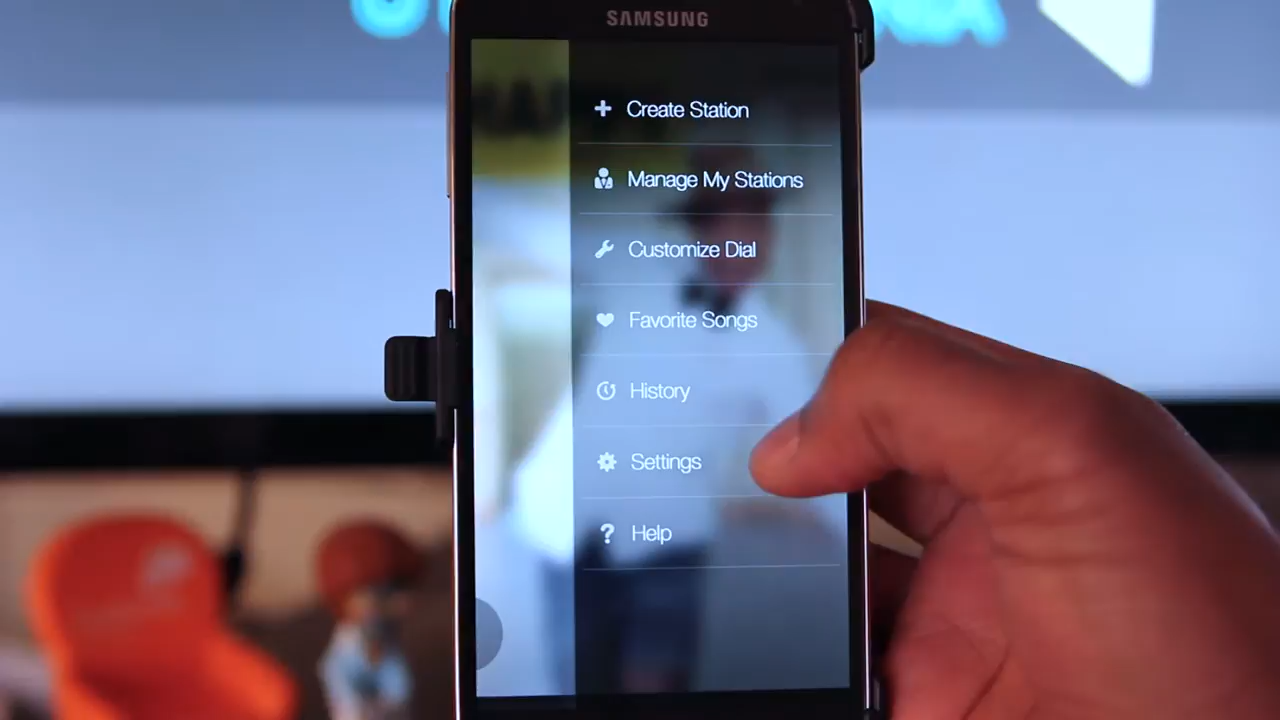 SAMSUNG
Create Station
Manage My Stations
Customize Dial
Favorite Songs
History
Settings
Help